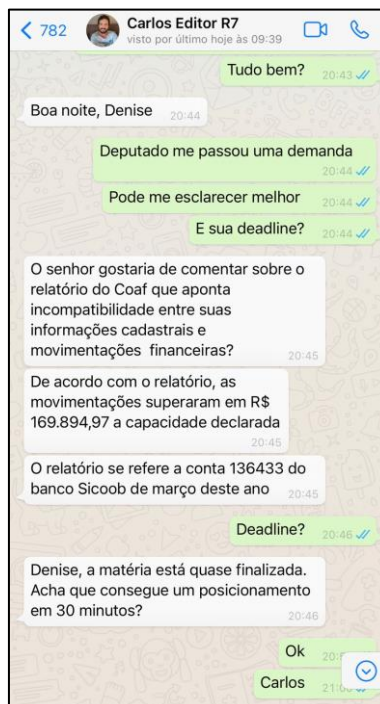 782
Carlos Editor R7
visto por último hoje às 09:39
Tudo bem? 20:43
Boa noite, Denise 20:44
Deputado me passou uma demanda
20:44
Pode me esclarecer melhor 20:44
E sua deadline? 20:44
O senhor gostaria de comentar sobre o
relatório do Coaf que aponta
incompatibilidade entre suas
informações cadastrais e
movimentações financeiras? 20:45
De acordo com o relatório, as
movimentações superaram em R$
169.894,97 a capacidade declarada
20:45
O relatório se refere a conta 136433 do
banco Sicoob de março deste ano 20:45
Deadline? 20:46
Denise, a matéria está quase finalizada.
Acha que consegue um posicionamento
em 30 minutos? 20:46
Ok
Carlos